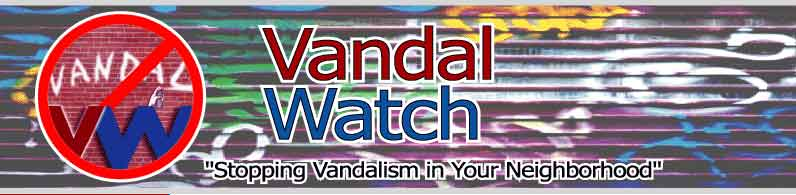 VANDAL
VW
Vandal
Watch
"Stopping Vandalism in Your Neighborhood"